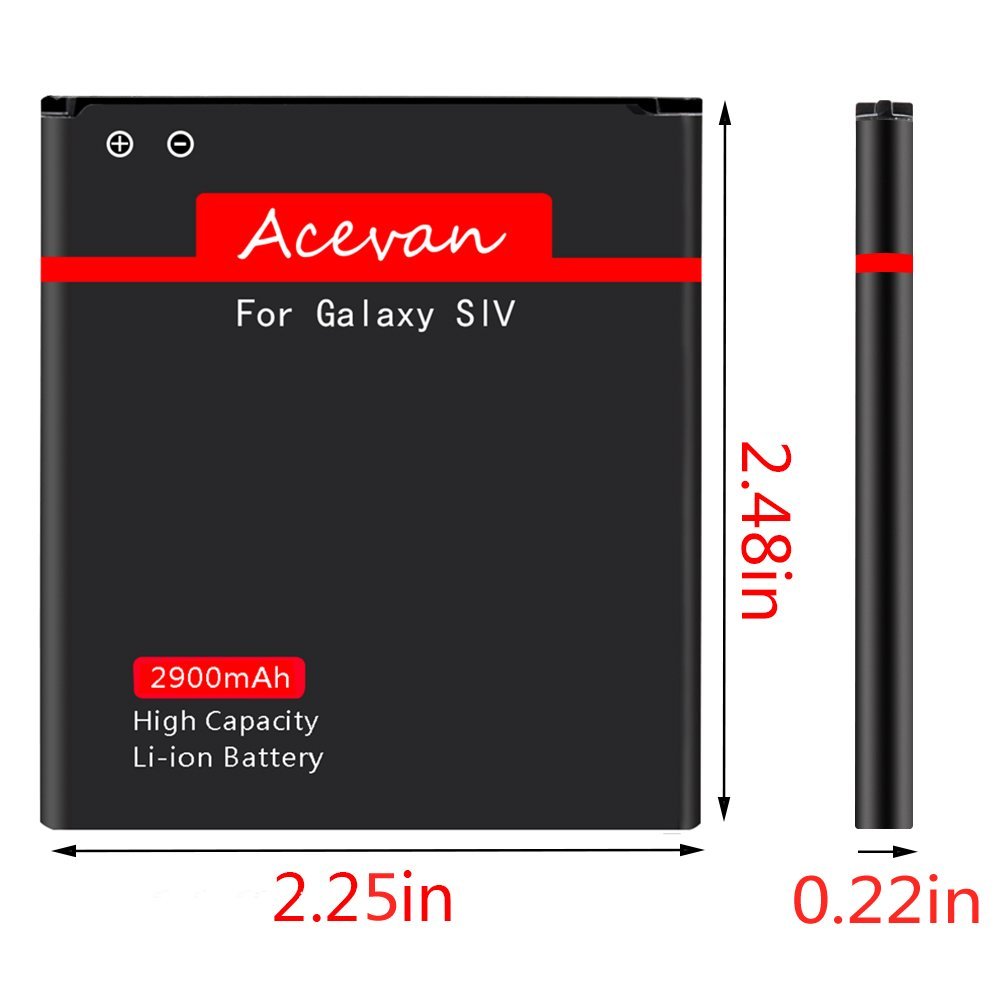 ⊕ ⊖
Acevan
For Galaxy SIV
2.48in
2900mAh
High Capacity
Li-ion Battery
2.25in
0.22in